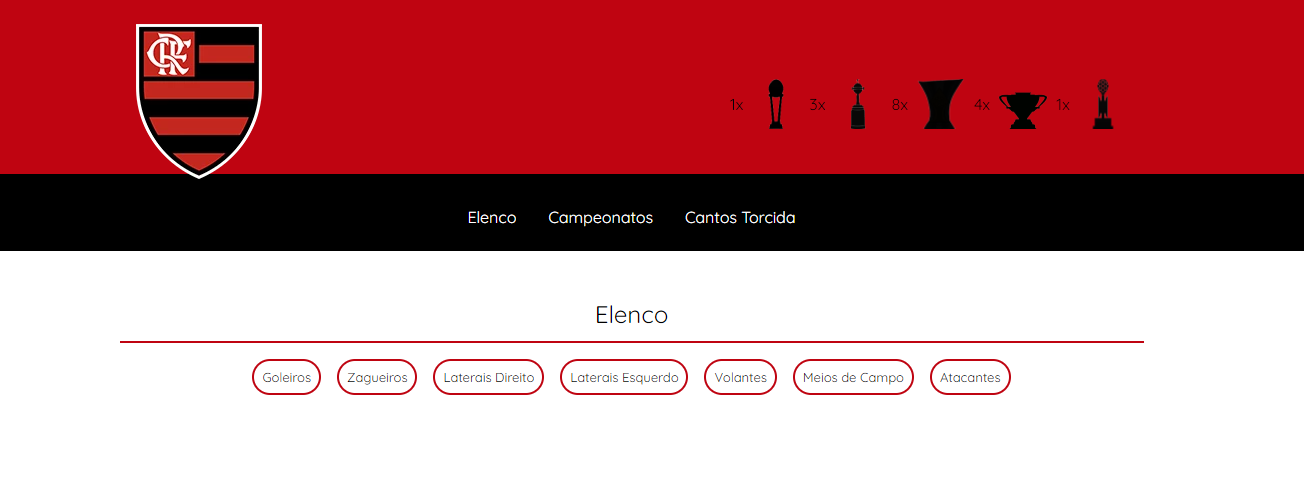 CRF
1x 3x 8x 4x 1x
Elenco Campeonatos Cantos Torcida
Elenco
Goleiros Zagueiros Laterais Direito Laterais Esquerdo Volantes Meios de Campo Atacantes